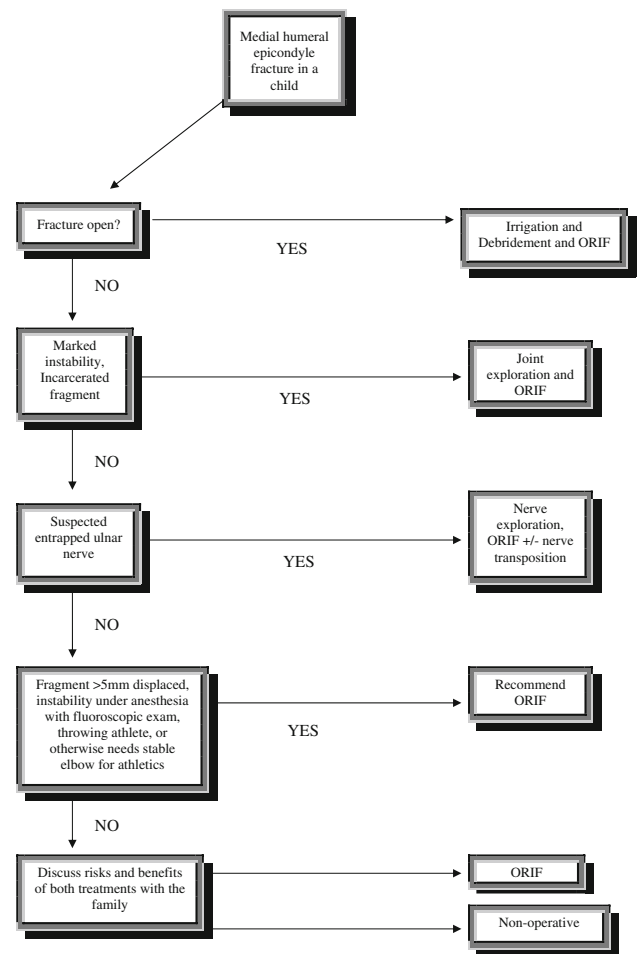 Medial humeral
epicondyle
fracture in a
child
Fracture open?
YES
Irrigation and
Debridement and ORIF
NO
Marked
instability,
Incarcerated
fragment
YES
Joint
exploration and
ORIF
NO
Suspected
entrapped ulnar
nerve
YES
Nerve
exploration,
ORIF +/- nerve
transposition
NO
Fragment >5mm displaced,
instability under anesthesia
with fluoroscopic exam,
throwing athlete, or
otherwise needs stable
elbow for athletics
YES
Recommend
ORIF
NO
Discuss risks and benefits
of both treatments with the
family
ORIF
Non-operative